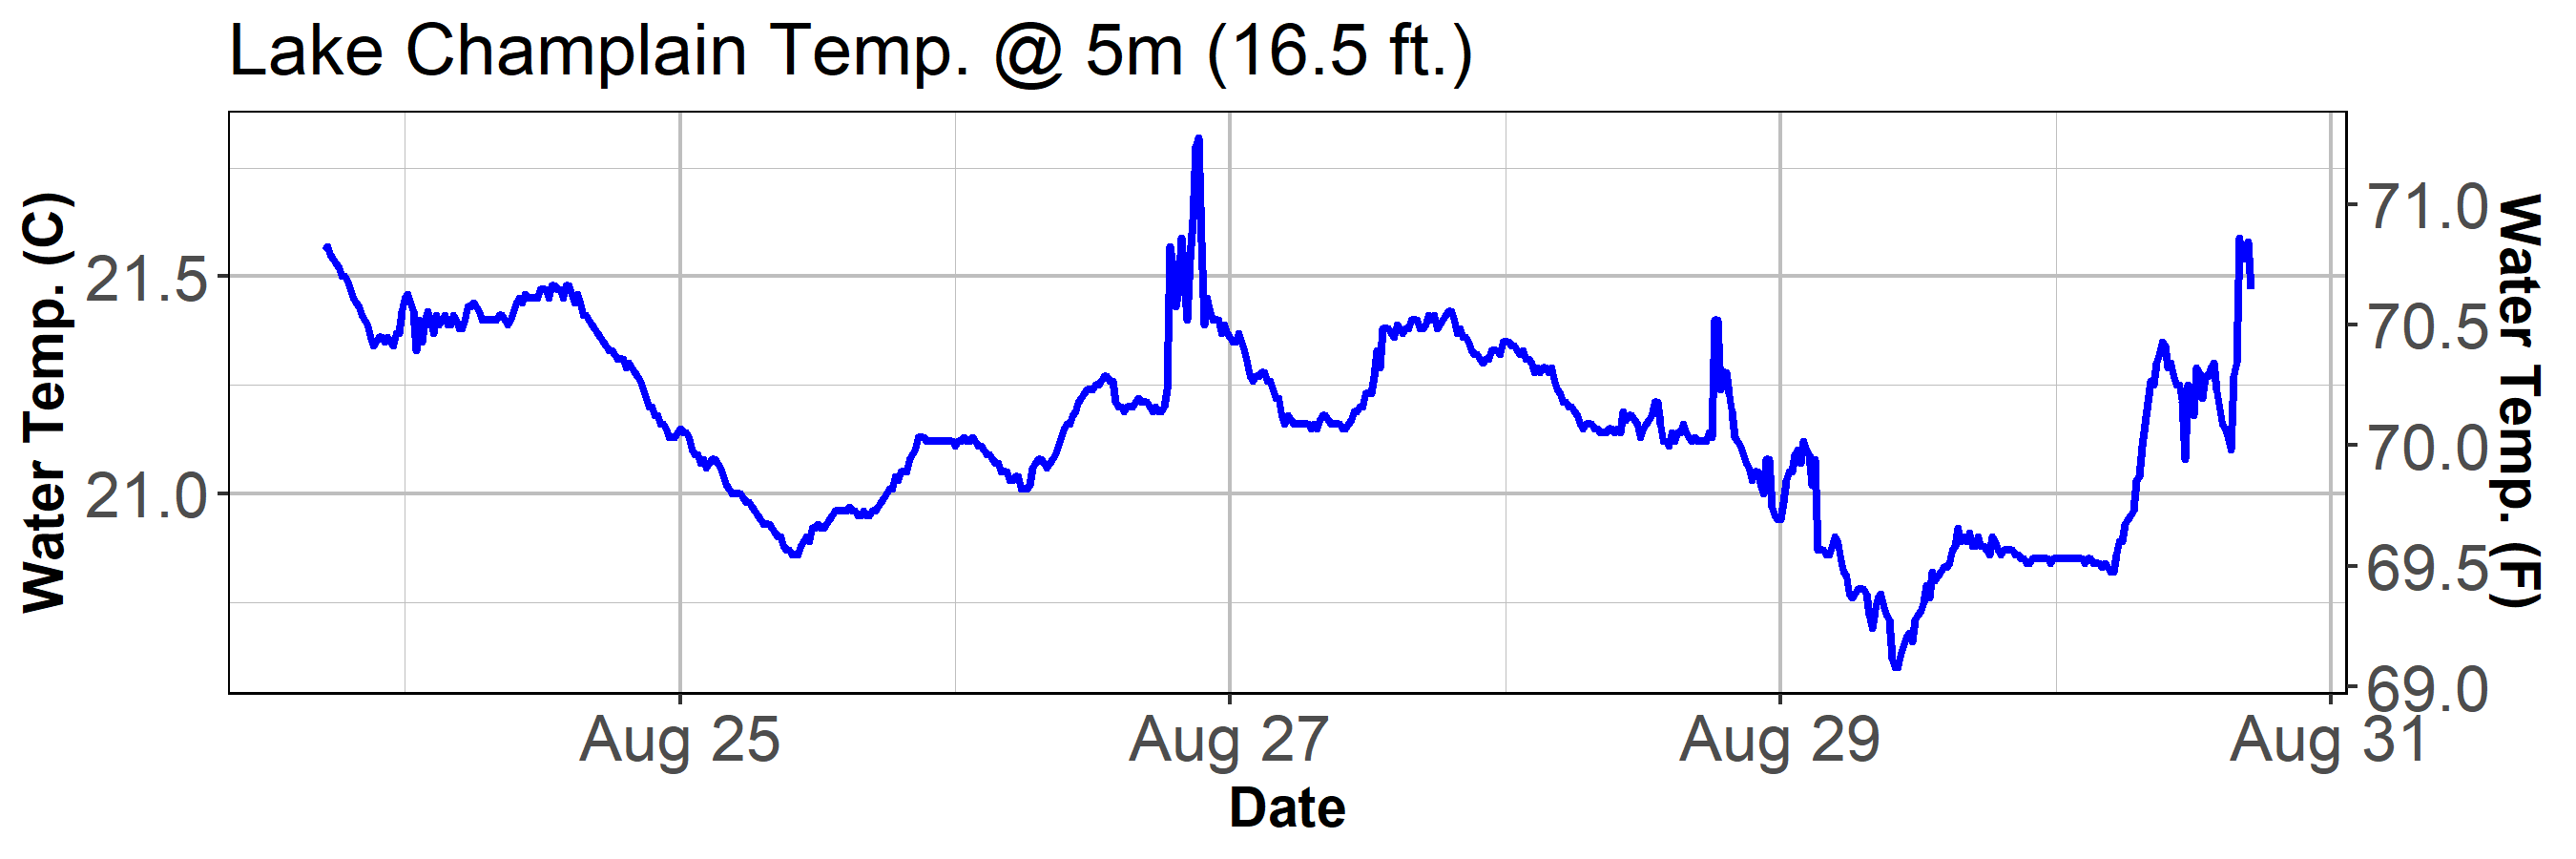 Lake Champlain Temp. @ 5m (16.5 ft.)
Water Temp. (C)
21.5
21.0
71.0
70.5
70.0
69.5
69.0
Water Temp. (F)
Aug 25
Aug 27
Aug 29
Aug 31
Date